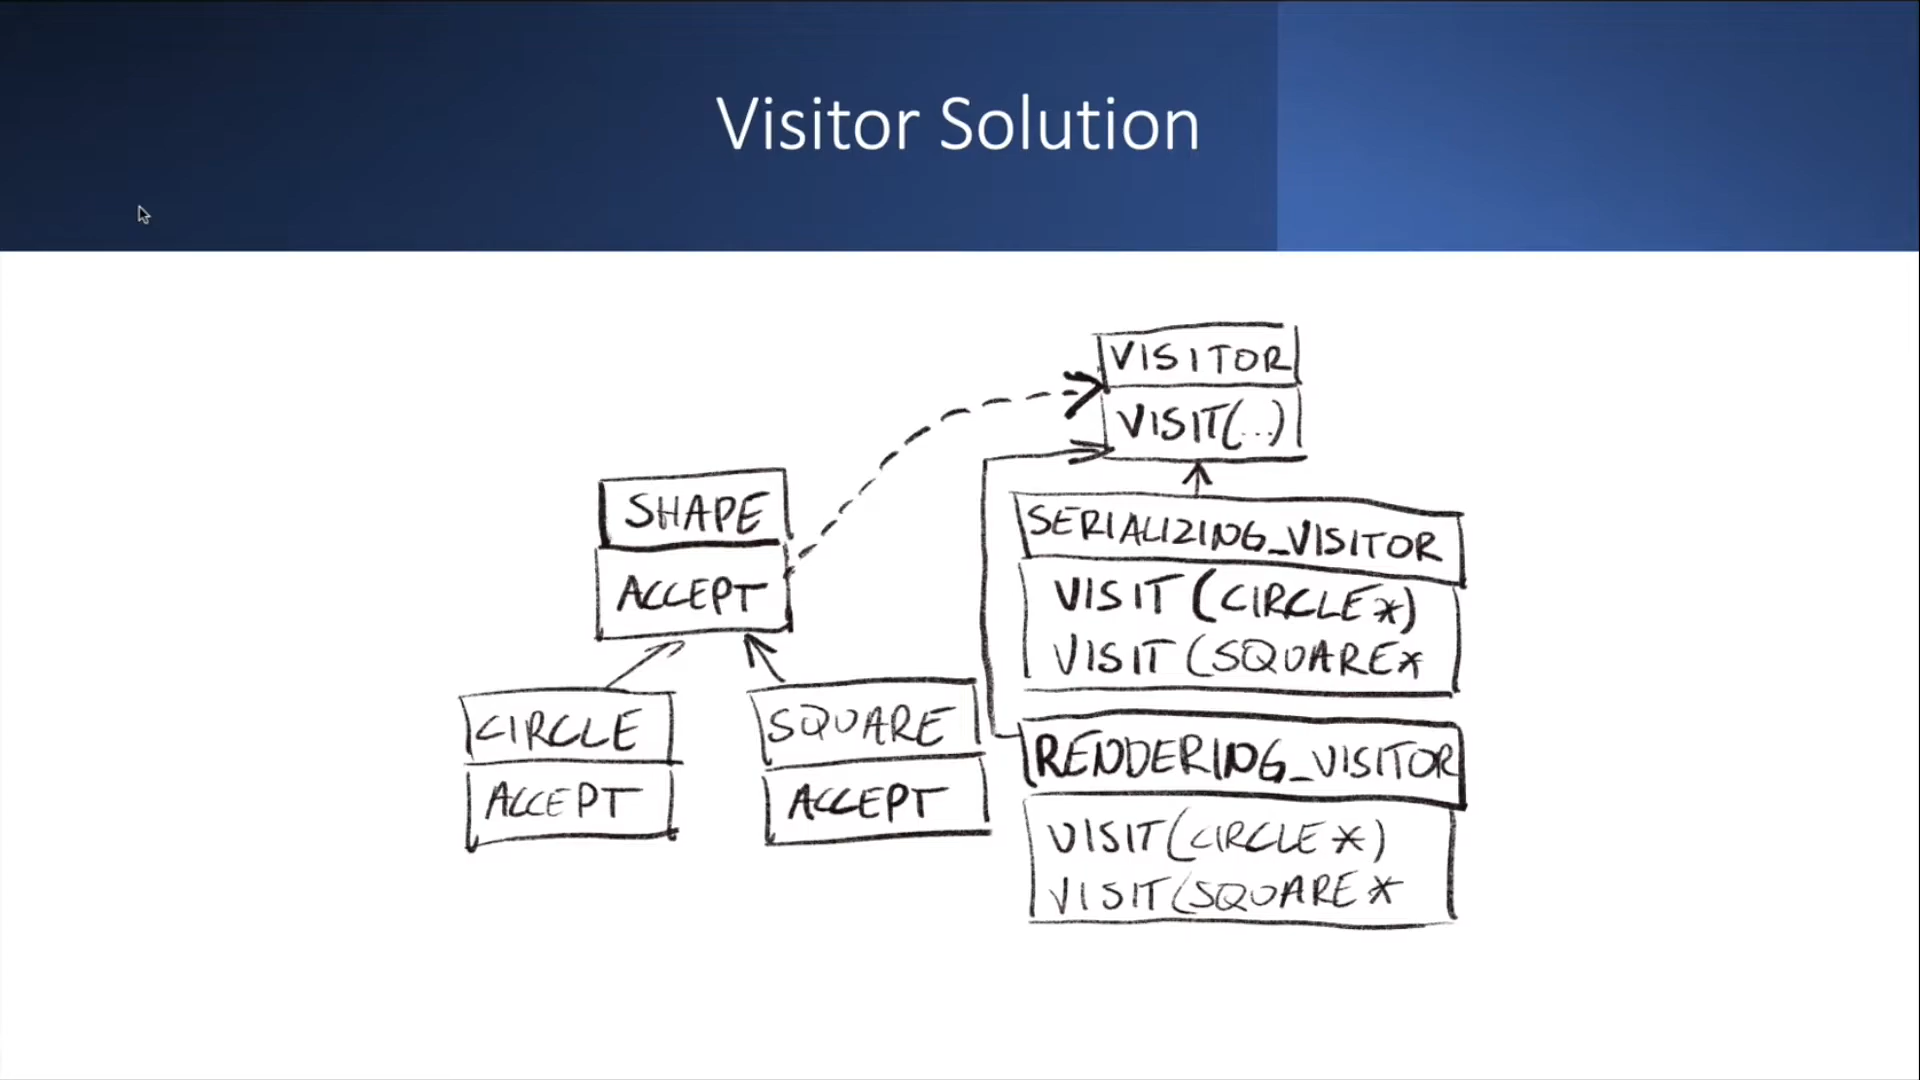 Visitor Solution
VISITOR
VISIT(...)
SHAPE
ACCEPT
CIRCLE
ACCEPT
SQUARE
ACCEPT
SERIALIZING_VISITOR
VISIT (CIRCLE*)
VISIT (SQUARE*
RENDERING_VISITOR
VISIT(CIRCLE*)
VISIT(SQUARE*